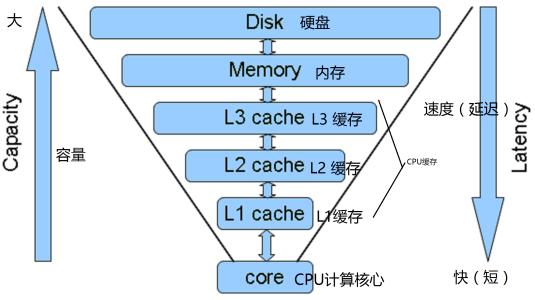 大
Disk 硬盘
Memory 内存
L3 cache L3 缓存
速度（延迟）
Capacity
容量
Latency
CPU缓存
L2 cache L2 缓存
L1 cache L1缓存
core CPU计算核心
快（短）